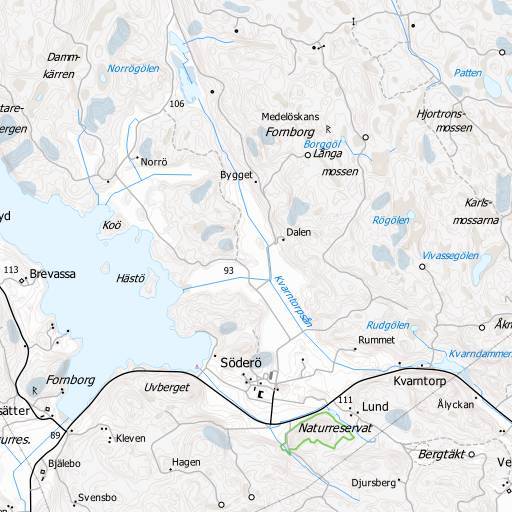 Damm-
kärren
Norrögölen
Patten
106
Medelöskans
Fornborg
Hjortrons-
mossen
Borggöl
Långa
mossen
Norrö
Bygget
Karls-
mossarna
Koö
Rögölen
Dalen
Vivassegölen
113
Brevassa
Hästö
93
Kvarntorpsån
Rudgölen
Rummet
Kvarndammen
Söderö
Fornborg
Uvberget
Kvarntorp
111
Lund
Ålyckan
89
Kleven
Naturreservat
Bergtäkt
Bjälebo
Hagen
Djursberg
Svensbo